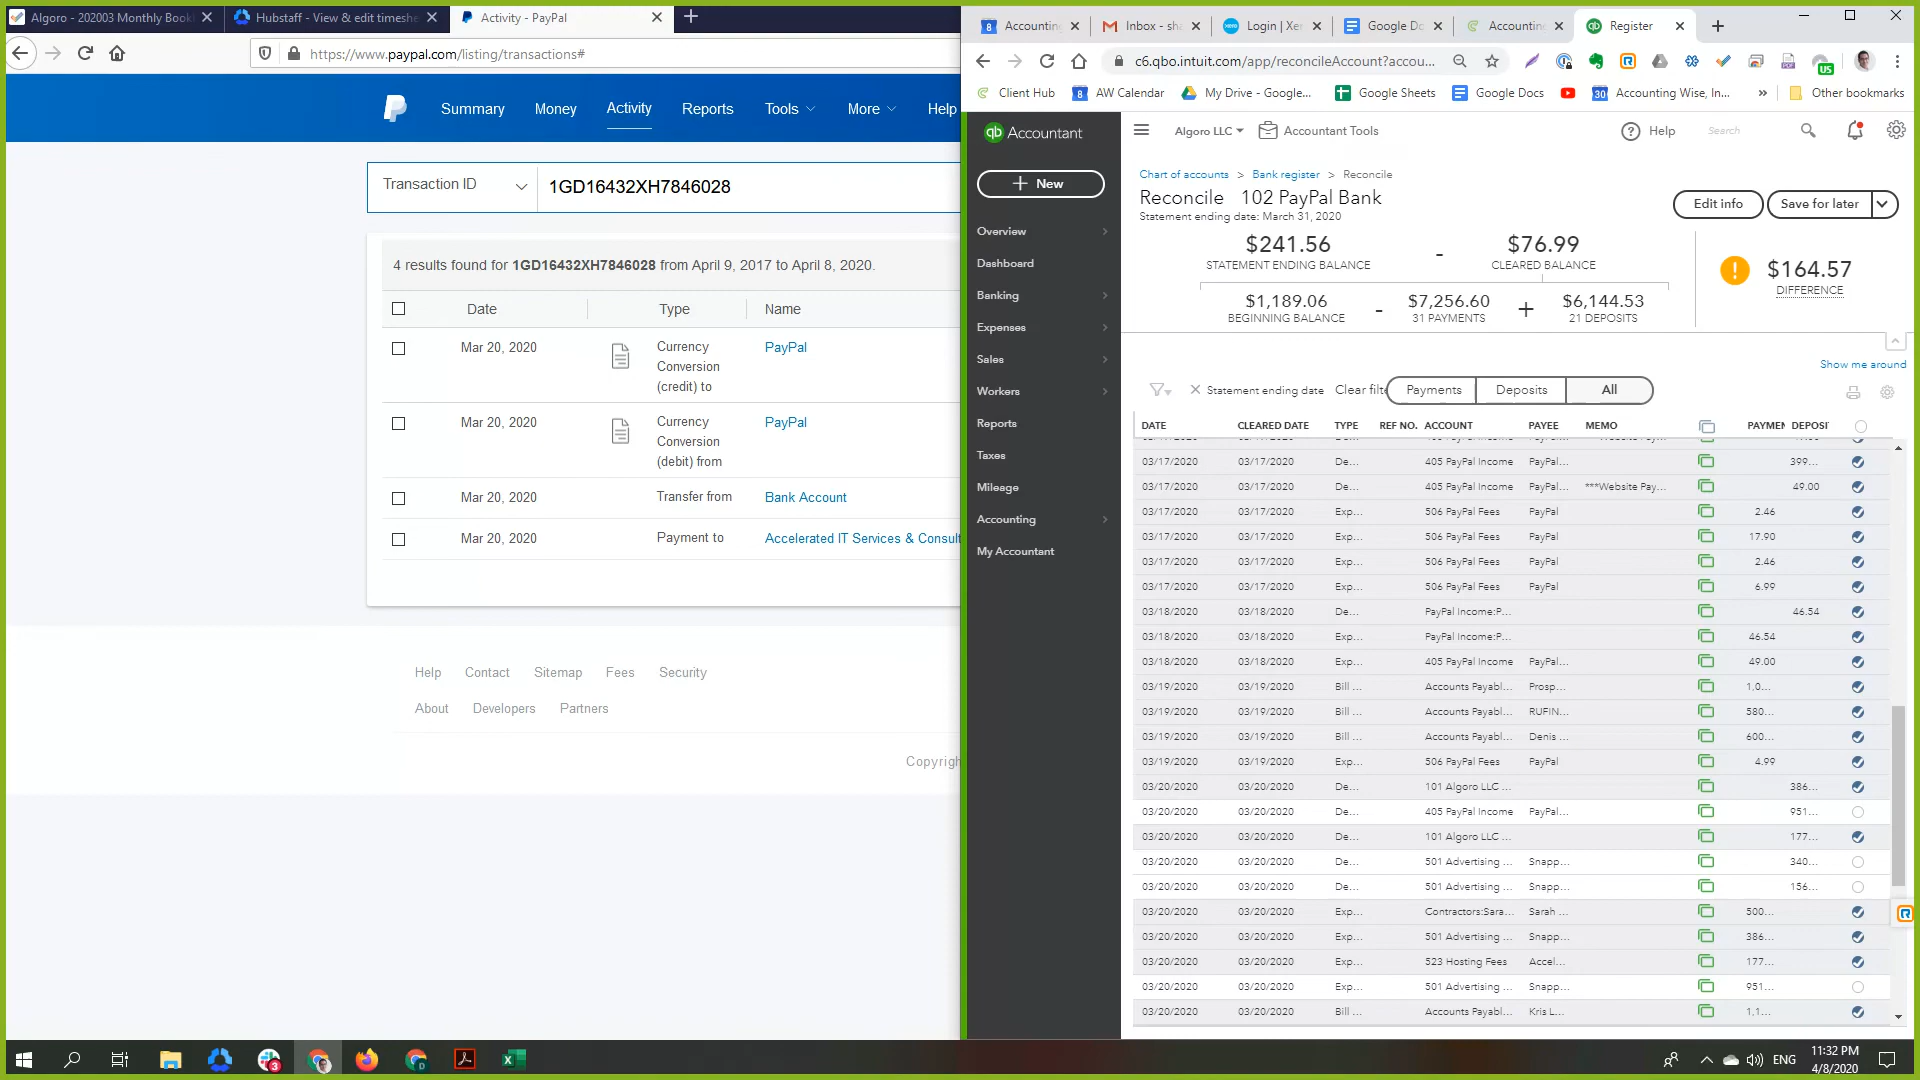 Algoro - 202003 Monthly Book
Hubstaff - View & edit timeshe
Activity - PayPal
https://www.paypal.com/listing/transactions#
Summary
Money
Activity
Reports
Tools
More
Help
Transaction ID
1GD16432XH7846028
4 results found for 1GD16432XH7846028 from April 9, 2017 to April 8, 2020.
Date Type Name
Mar 20, 2020 Currency Conversion (credit) to PayPal
Mar 20, 2020 Currency Conversion (debit) from PayPal
Mar 20, 2020 Transfer from Bank Account
Mar 20, 2020 Payment to Accelerated IT Services & Consult
Help Contact Sitemap Fees Security
About Developers Partners
Copyrigh
Accounting
Inbox - sha
Login | Xer
Google Do
Accounting
Register
c6.qbo.intuit.com/app/reconcileAccount?accou...
US
Client Hub
AW Calendar
My Drive - Google...
Google Sheets
Google Docs
Accounting Wise, In...
Other bookmarks
qb Accountant
Algoro LLC
Accountant Tools
Help
Search
New
Overview
Dashboard
Banking
Expenses
Sales
Workers
Reports
Taxes
Mileage
Accounting
My Accountant
Chart of accounts > Bank register > Reconcile
Reconcile 102 PayPal Bank
Statement ending date: March 31, 2020
Edit info
Save for later
$241.56
STATEMENT ENDING BALANCE
-
$76.99
CLEARED BALANCE
$1,189.06
BEGINNING BALANCE
-
$7,256.60
31 PAYMENTS
+
$6,144.53
21 DEPOSITS
$164.57
DIFFERENCE
Show me around
Statement ending date
Clear filte
Payments
Deposits
All
DATE CLEARED DATE TYPE REF NO. ACCOUNT PAYEE MEMO PAYMEN DEPOSI
03/17/2020 03/17/2020 De... 405 PayPal Income PayPal... 399...
03/17/2020 03/17/2020 De... 405 PayPal Income PayPal... ***Website Pay... 49.00
03/17/2020 03/17/2020 Exp... 506 PayPal Fees PayPal 2.46
03/17/2020 03/17/2020 Exp... 506 PayPal Fees PayPal 17.90
03/17/2020 03/17/2020 Exp... 506 PayPal Fees PayPal 2.46
03/17/2020 03/17/2020 Exp... 506 PayPal Fees PayPal 6.99
03/18/2020 03/18/2020 De... PayPal Income:P... 46.54
03/18/2020 03/18/2020 Exp... PayPal Income:P... 46.54
03/18/2020 03/18/2020 Exp... 405 PayPal Income PayPal... 49.00
03/19/2020 03/19/2020 Bill ... Accounts Payabl... Prosp... 1,0...
03/19/2020 03/19/2020 Bill ... Accounts Payabl... RUFIN... 580...
03/19/2020 03/19/2020 Bill ... Accounts Payabl... Denis ... 600...
03/19/2020 03/19/2020 Exp... 506 PayPal Fees PayPal 4.99
03/20/2020 03/20/2020 De... 101 Algoro LLC ... 386...
03/20/2020 03/20/2020 De... 405 PayPal Income PayPal... 951...
03/20/2020 03/20/2020 De... 101 Algoro LLC ... 177...
03/20/2020 03/20/2020 De... 501 Advertising ... Snapp... 340...
03/20/2020 03/20/2020 De... 501 Advertising ... Snapp... 156...
03/20/2020 03/20/2020 Exp... Contractors:Sara... Sarah ... 500...
03/20/2020 03/20/2020 Exp... 501 Advertising ... Snapp... 386...
03/20/2020 03/20/2020 Exp... 523 Hosting Fees Accel... 177...
03/20/2020 03/20/2020 Exp... 501 Advertising ... Snapp... 951...
03/20/2020 03/20/2020 Bill ... Accounts Payabl... Kris L... 1,1...
ENG
11:32 PM
4/8/2020